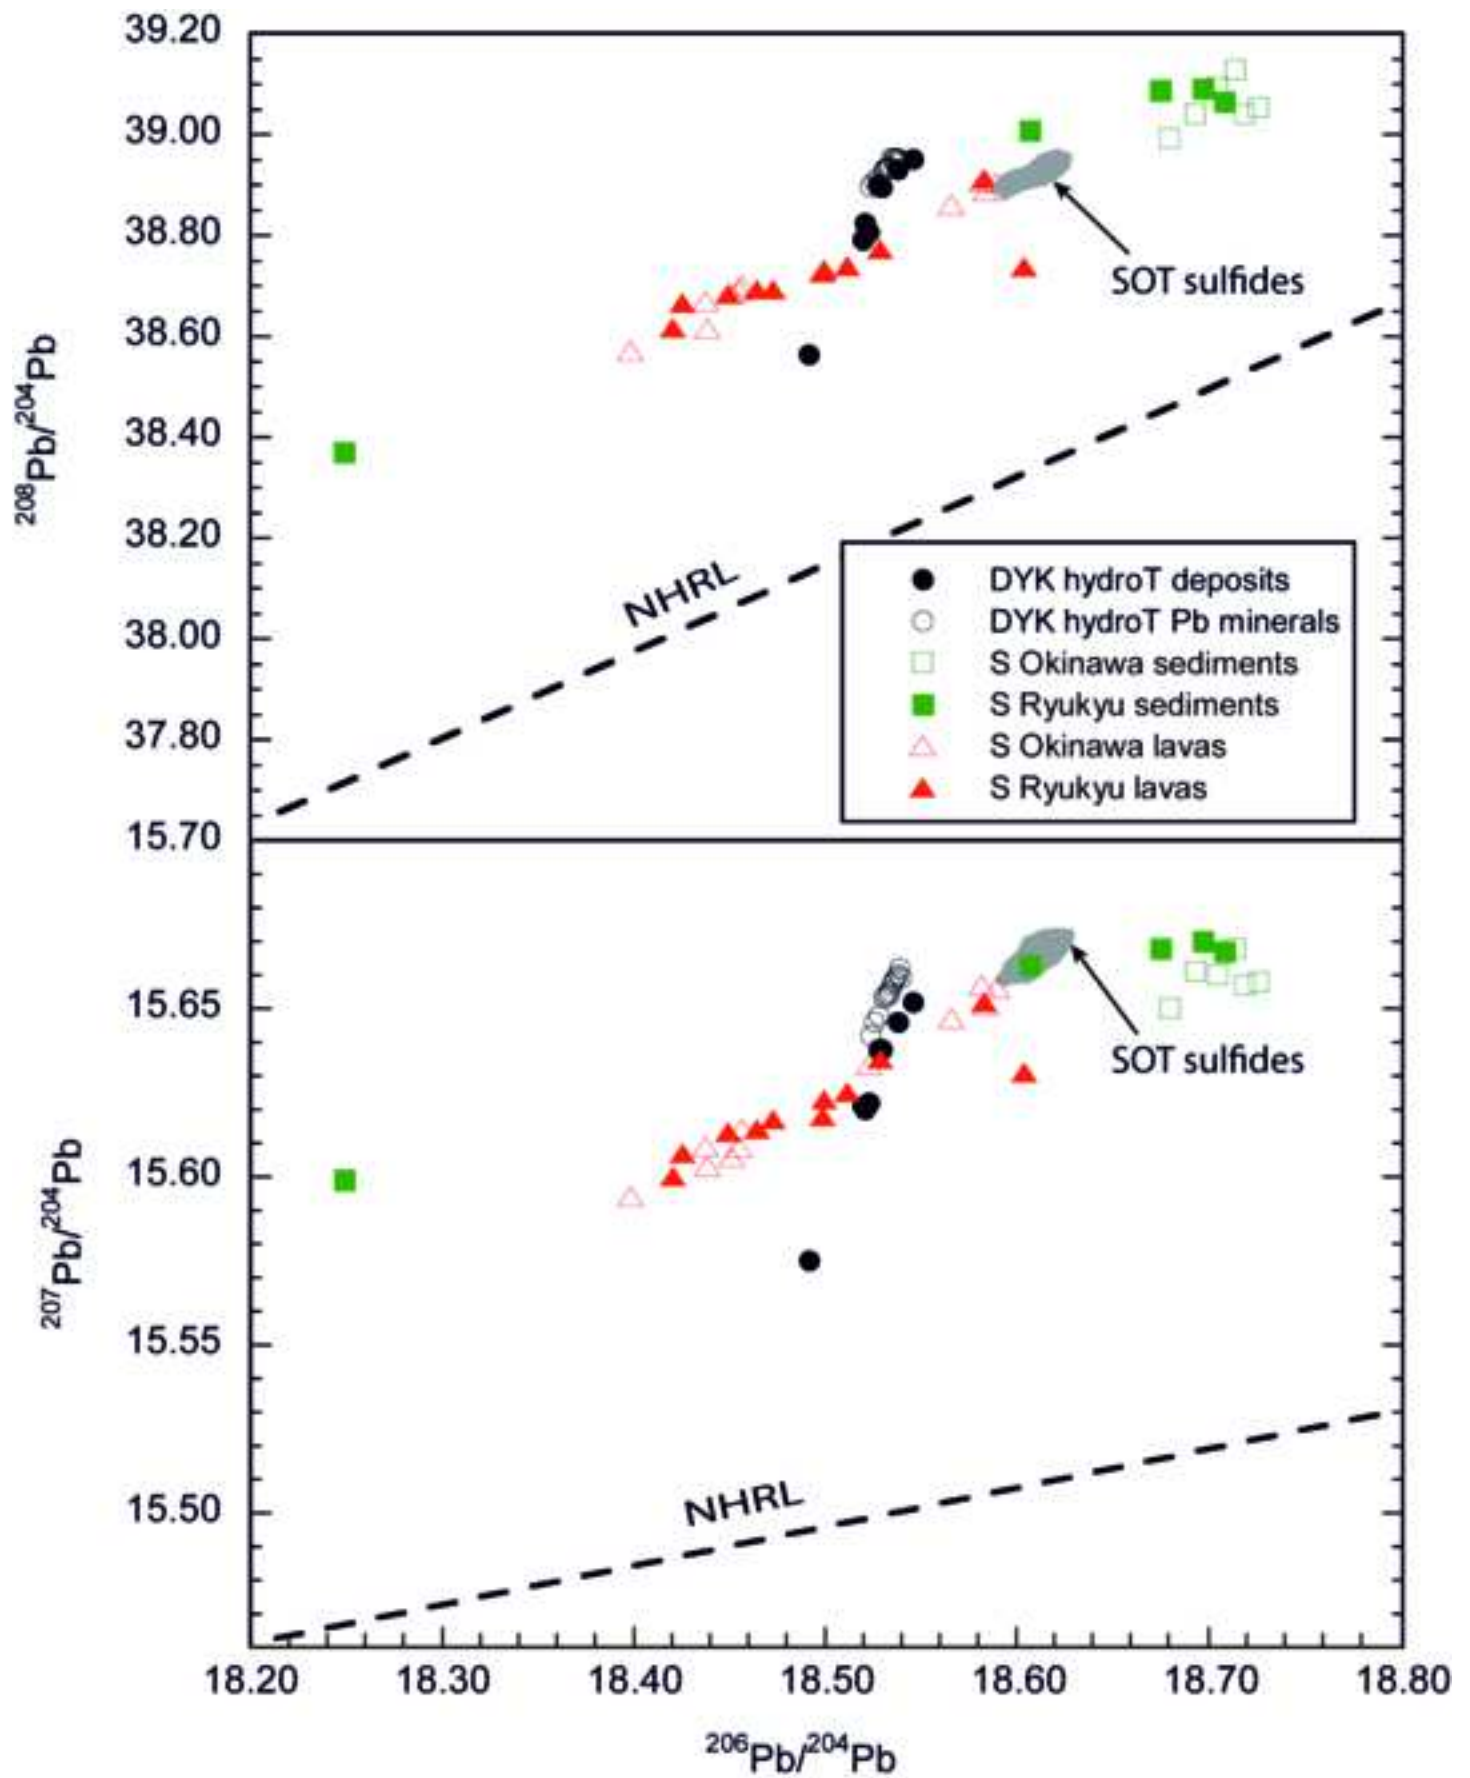 39.20
39.00
38.80
38.60
38.40
38.20
38.00
37.80
15.70
²⁰⁸Pb/²⁰⁴Pb
SOT sulfides
NHRL
DYK hydroT deposits
DYK hydroT Pb minerals
S Okinawa sediments
S Ryukyu sediments
S Okinawa lavas
S Ryukyu lavas
15.65
15.60
15.55
15.50
²⁰⁷Pb/²⁰⁴Pb
SOT sulfides
NHRL
18.20 18.30 18.40 18.50 18.60 18.70 18.80
²⁰⁶Pb/²⁰⁴Pb